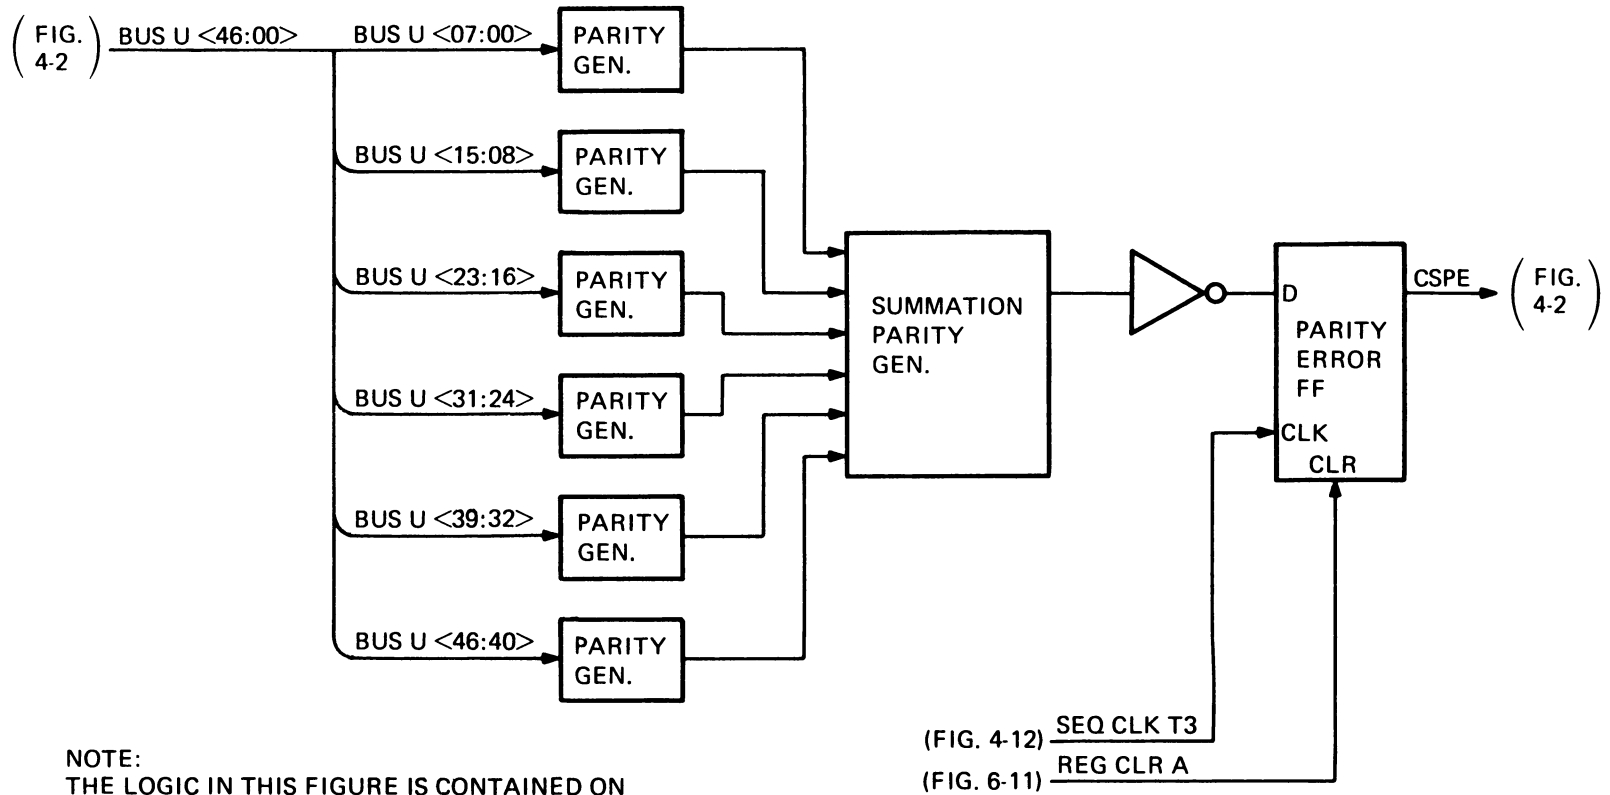 (FIG. 4-2)
BUS U <46:00>
BUS U <07:00>
PARITY
GEN.
BUS U <15:08>
PARITY
GEN.
BUS U <23:16>
PARITY
GEN.
BUS U <31:24>
PARITY
GEN.
BUS U <39:32>
PARITY
GEN.
BUS U <46:40>
PARITY
GEN.
SUMMATION
PARITY
GEN.
D
PARITY
ERROR
FF
CLK
CLR
CSPE
(FIG. 4-2)
(FIG. 4-12) SEQ CLK T3
(FIG. 6-11) REG CLR A
NOTE:
THE LOGIC IN THIS FIGURE IS CONTAINED ON